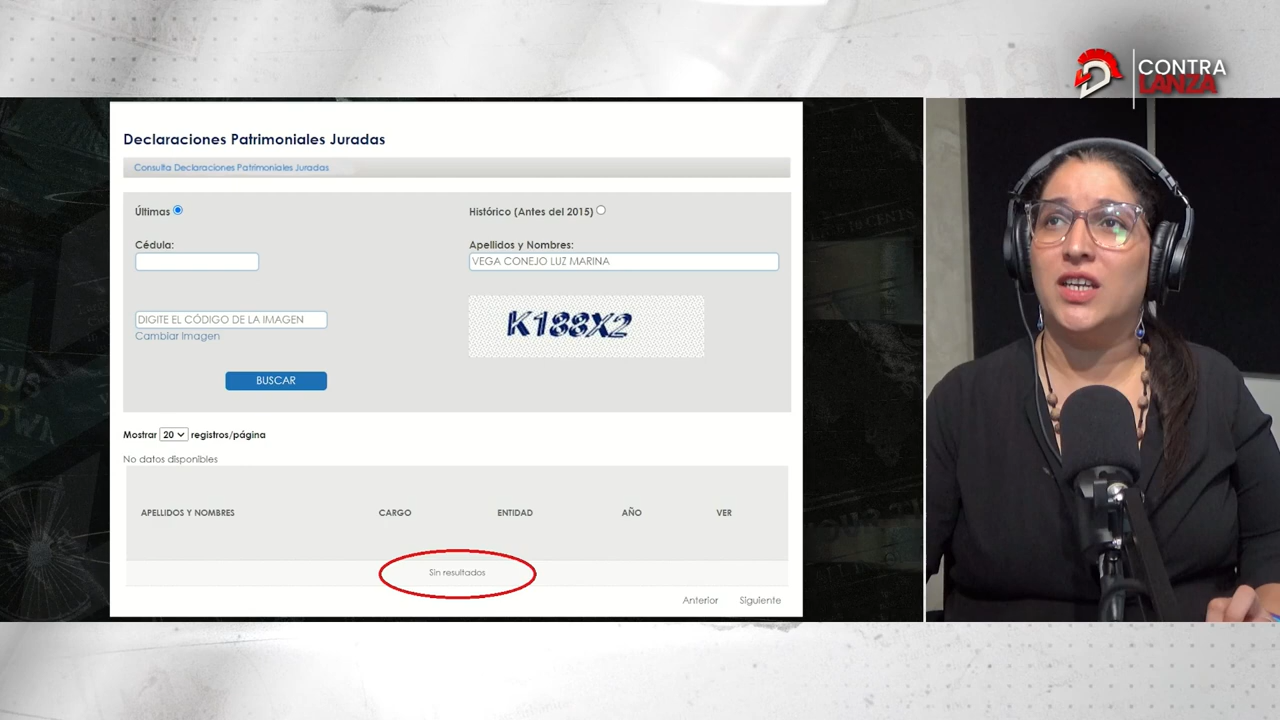 CONTRA
LANZA
Declaraciones Patrimoniales Juradas
Consulta Declaraciones Patrimoniales Juradas
Últimas
Histórico (Antes del 2015)
Cédula:
Apellidos y Nombres:
VEGA CONEJO LUZ MARINA
DIGITE EL CÓDIGO DE LA IMAGEN
K188X2
Cambiar Imagen
BUSCAR
Mostrar 20 registros/página
No datos disponibles
APELLIDOS Y NOMBRES CARGO ENTIDAD AÑO VER
Sin resultados
Anterior Siguiente